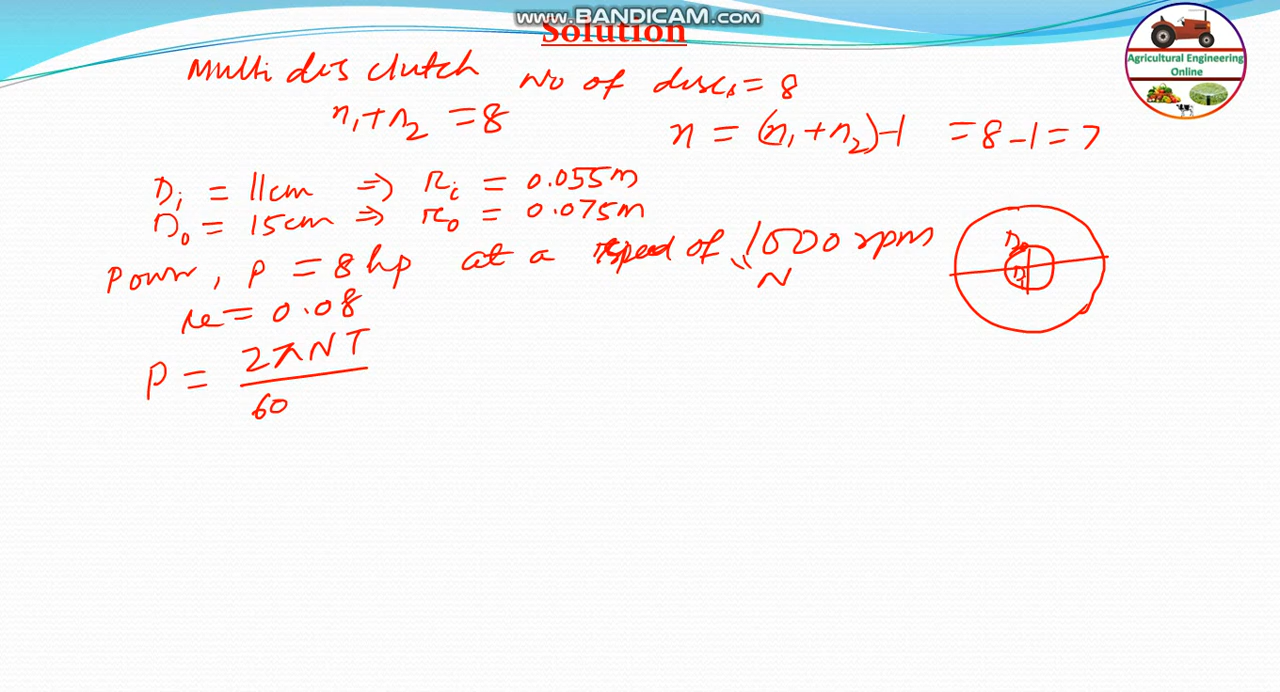 www.BANDICAM.com
Solution
Agricultural Engineering
Online
Multi dis clutch No of discs = 8
n₁+n₂ = 8
n = (n₁+n₂)-1 = 8-1 = 7
Di = 11cm => Ri = 0.055m
Do = 15cm => ro = 0.075m
Power, P = 8 hp at a speed of 1000 rpm
N
μ = 0.08
P = 2πNT
60
Do
Di